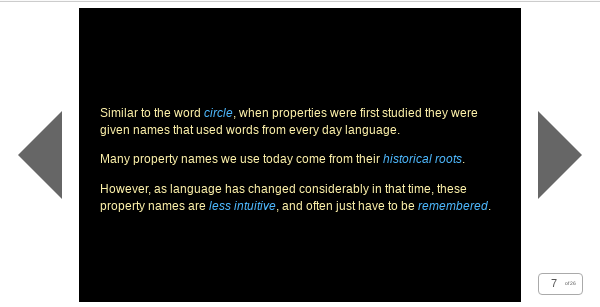 Similar to the word circle, when properties were first studied they were
given names that used words from every day language.
Many property names we use today come from their historical roots.
However, as language has changed considerably in that time, these
property names are less intuitive, and often just have to be remembered.
7 of 26